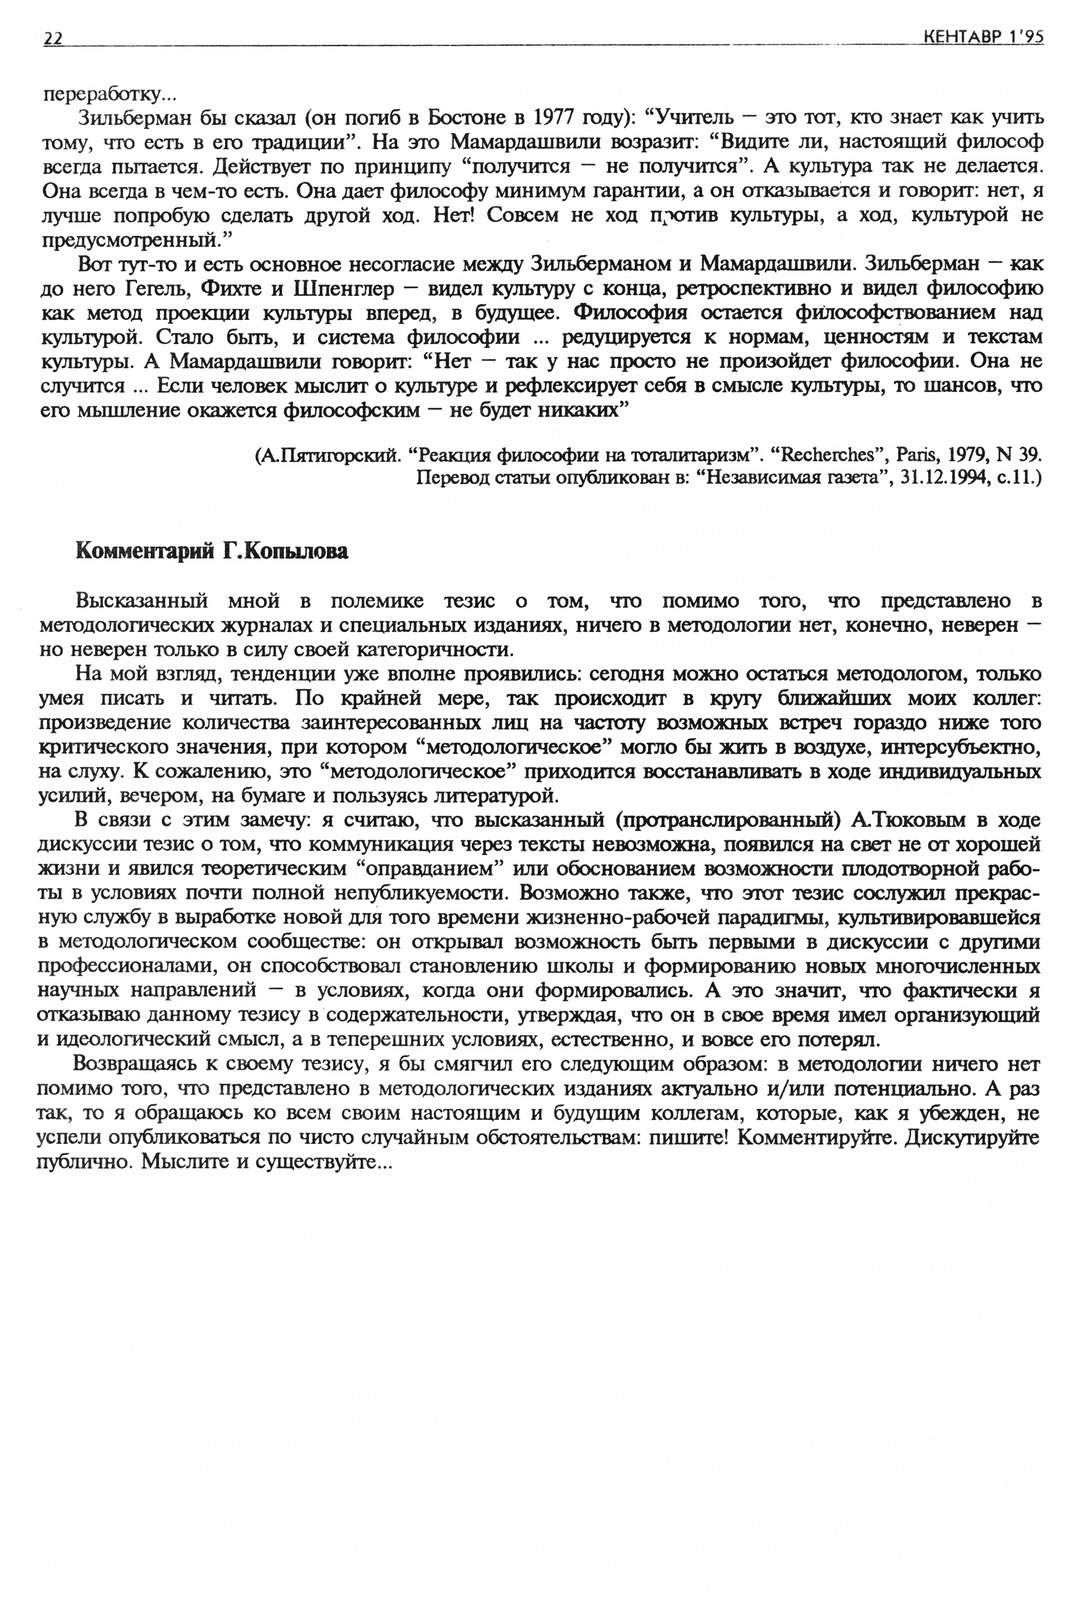 22 КЕНТАВР 1'95
переработку...
Зильберман бы сказал (он погиб в Бостоне в 1977 году): “Учитель — это тот, кто знает как учить
тому, что есть в его традиции”. На это Мамардашвили возразит: “Видите ли, настоящий философ
всегда пытается. Действует по принципу “получится — не получится”. А культура так не делается.
Она всегда в чем-то есть. Она дает философу минимум гарантии, а он отказывается и говорит: нет, я
лучше попробую сделать другой ход. Нет! Совсем не ход против культуры, а ход, культурой не
предусмотренный.”
Вот тут-то и есть основное несогласие между Зильберманом и Мамардашвили. Зильберман — как
до него Гегель, Фихте и Шпенглер — видел культуру с конца, ретроспективно и видел философию
как метод проекции культуры вперед, в будущее. Философия остается философствованием над
культурой. Стало быть, и система философии ... редуцируется к нормам, ценностям и текстам
культуры. А Мамардашвили говорит: “Нет — так у нас просто не произойдет философии. Она не
случится ... Если человек мыслит о культуре и рефлексирует себя в смысле культуры, то шансов, что
его мышление окажется философским — не будет никаких”
(А.Пятигорский. “Реакция философии на тоталитаризм”. “Recherches”, Paris, 1979, N 39.
Перевод статьи опубликован в: “Независимая газета”, 31.12.1994, с.11.)
Комментарий Г.Копылова
Высказанный мной в полемике тезис о том, что помимо того, что представлено в
методологических журналах и специальных изданиях, ничего в методологии нет, конечно, неверен —
но неверен только в силу своей категоричности.
На мой взгляд, тенденции уже вполне проявились: сегодня можно остаться методологом, только
умея писать и читать. По крайней мере, так происходит в кругу ближайших моих коллег:
произведение количества заинтересованных лиц на частоту возможных встреч гораздо ниже того
критического значения, при котором “методологическое” могло бы жить в воздухе, интерсубъектно,
на слуху. К сожалению, это “методологическое” приходится восстанавливать в ходе индивидуальных
усилий, вечером, на бумаге и пользуясь литературой.
В связи с этим замечу: я считаю, что высказанный (протранслированный) А.Тюковым в ходе
дискуссии тезис о том, что коммуникация через тексты невозможна, появился на свет не от хорошей
жизни и явился теоретическим “оправданием” или обоснованием возможности плодотворной рабо-
ты в условиях почти полной непубликуемости. Возможно также, что этот тезис сослужил прекрас-
ную службу в выработке новой для того времени жизненно-рабочей парадигмы, культивировавшейся
в методологическом сообществе: он открывал возможность быть первыми в дискуссии с другими
профессионалами, он способствовал становлению школы и формированию новых многочисленных
научных направлений — в условиях, когда они формировались. А это значит, что фактически я
отказываю данному тезису в содержательности, утверждая, что он в свое время имел организующий
и идеологический смысл, а в теперешних условиях, естественно, и вовсе его потерял.
Возвращаясь к своему тезису, я бы смягчил его следующим образом: в методологии ничего нет
помимо того, что представлено в методологических изданиях актуально и/или потенциально. А раз
так, то я обращаюсь ко всем своим настоящим и будущим коллегам, которые, как я убежден, не
успели опубликоваться по чисто случайным обстоятельствам: пишите! Комментируйте. Дискутируйте
публично. Мыслите и существуйте...